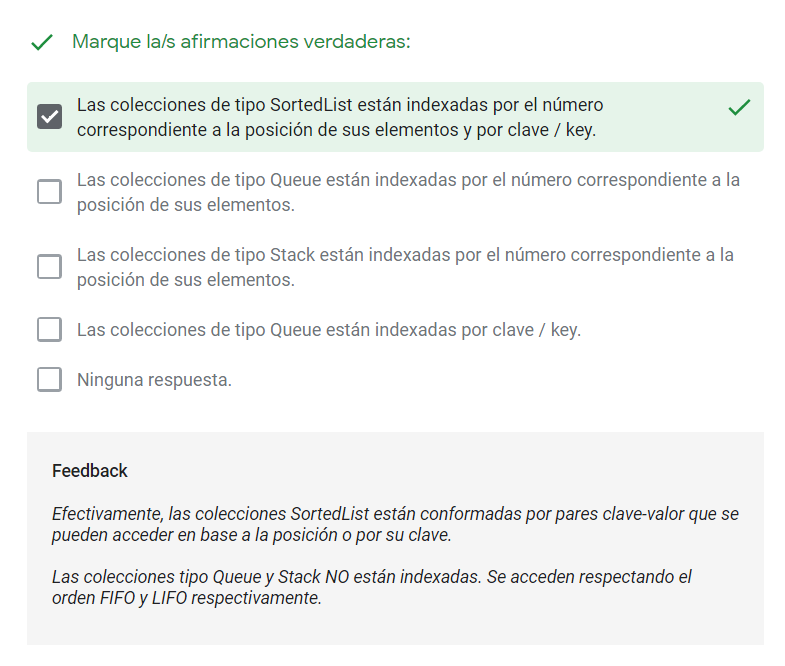 Marque la/s afirmaciones verdaderas:
Las colecciones de tipo SortedList están indexadas por el número
correspondiente a la posición de sus elementos y por clave / key.
Las colecciones de tipo Queue están indexadas por el número correspondiente a la
posición de sus elementos.
Las colecciones de tipo Stack están indexadas por el número correspondiente a la
posición de sus elementos.
Las colecciones de tipo Queue están indexadas por clave / key.
Ninguna respuesta.
Feedback
Efectivamente, las colecciones SortedList están conformadas por pares clave-valor que se
pueden acceder en base a la posición o por su clave.
Las colecciones tipo Queue y Stack NO están indexadas. Se acceden respectando el
orden FIFO y LIFO respectivamente.